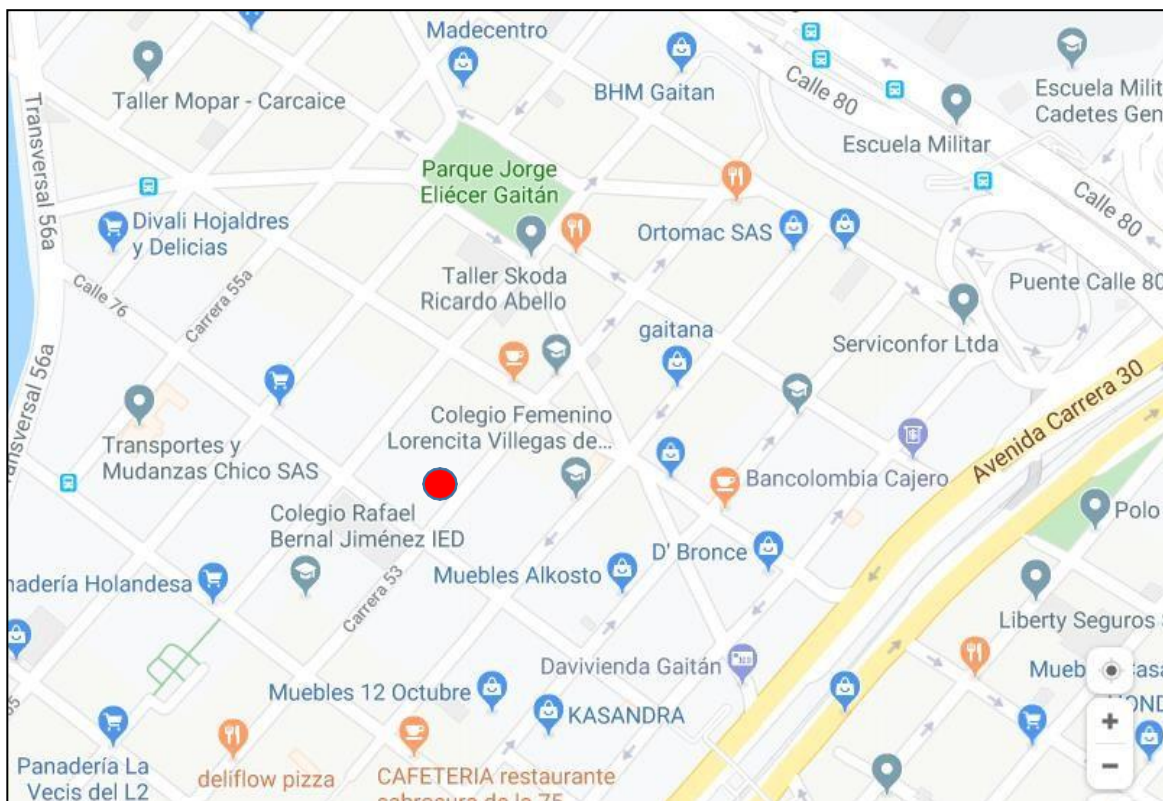 Madecentro
BHM Gaitan
Calle 80
Escuela Milit
Cadetes Gen
Taller Mopar - Carcaice
Escuela Militar
Transversal 56a
Parque Jorge
Eliécer Gaitán
Calle 80
Divali Hojaldres
y Delicias
Ortomac SAS
Taller Skoda
Ricardo Abello
Puente Calle 80
Calle 76
Carrera 55a
gaitana
Serviconfor Ltda
Avenida Carrera 30
Transversal 56a
Colegio Femenino
Lorencita Villegas de...
Transportes y
Mudanzas Chico SAS
Bancolombia Cajero
Polo
Colegio Rafael
Bernal Jiménez IED
D' Bronce
nadería Holandesa
Muebles Alkosto
Carrera 53
Liberty Seguros
Davivienda Gaitán
Mueb
Muebles 12 Octubre
KASANDRA
+
Panadería La
Vecis del L2
deliflow pizza
CAFETERIA restaurante
−